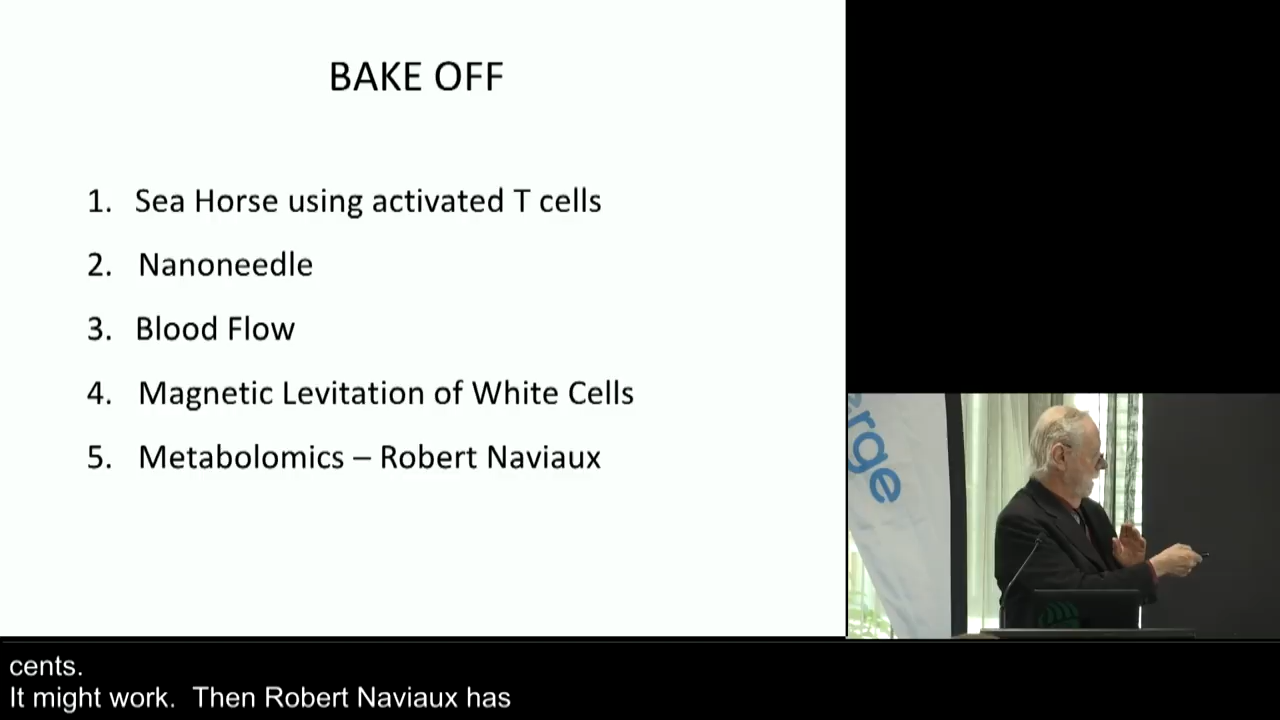 BAKE OFF
1. Sea Horse using activated T cells
2. Nanoneedle
3. Blood Flow
4. Magnetic Levitation of White Cells
5. Metabolomics – Robert Naviaux
erge
cents.
It might work.  Then Robert Naviaux has